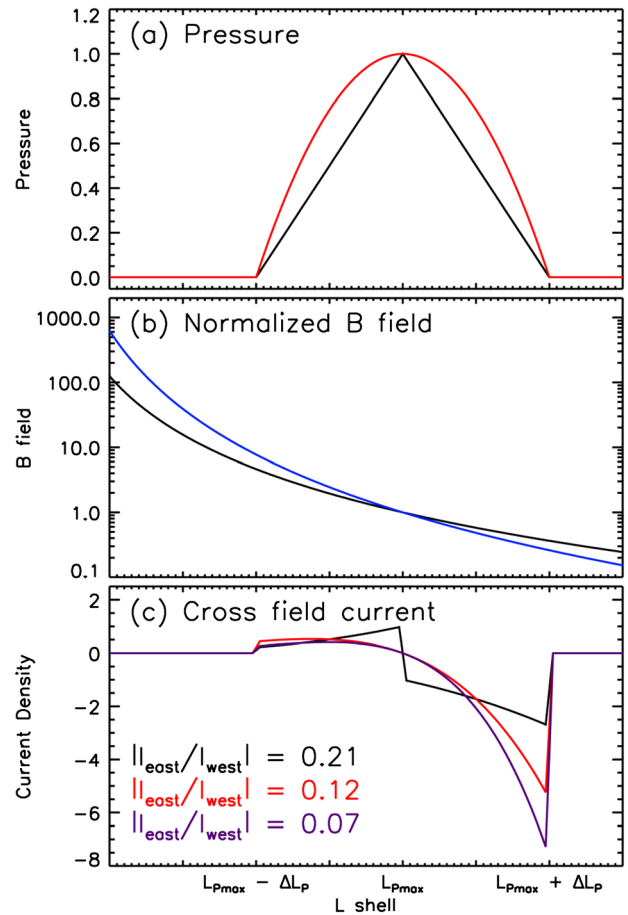 (a) Pressure
1.2
1.0
0.8
0.6
0.4
0.2
0.0
Pressure
(b) Normalized B field
1000.0
100.0
10.0
1.0
0.1
B field
(c) Cross field current
2
0
-2
-4
-6
-8
Current Density
|I_east/I_west| = 0.21
|I_east/I_west| = 0.12
|I_east/I_west| = 0.07
L_Pmax - ΔL_P L_Pmax L_Pmax + ΔL_P
L shell